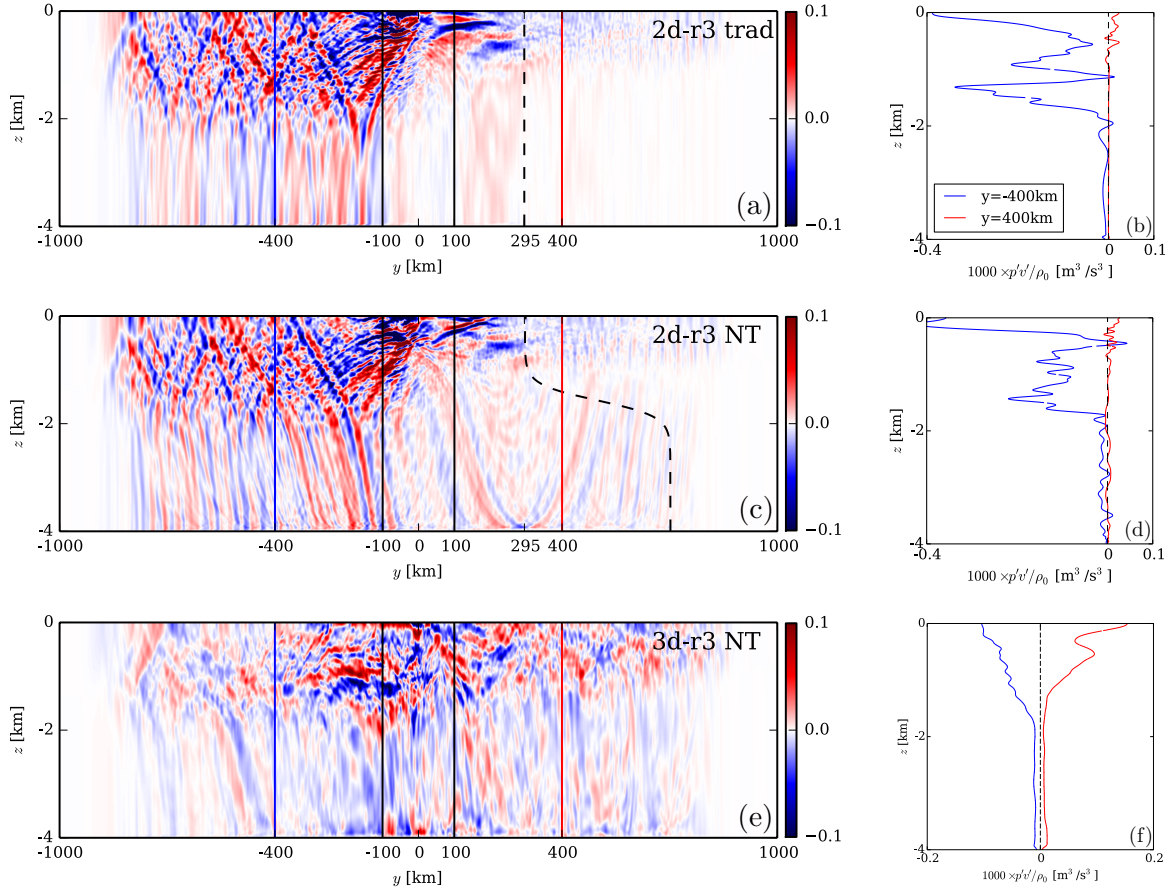 0
-2
-4
z [km]
2d-r3 trad
(a)
-1000
-400
-100
0
100
295
400
1000
y [km]
0.1
0.0
−0.1
0
-2
-4
z [km]
y=-400km
y=400km
(b)
-0.4
0
0.1
1000 ×p′v′/ρ0 [m3 /s3 ]
0
-2
-4
z [km]
2d-r3 NT
(c)
-1000
-400
-100
0
100
295
400
1000
y [km]
0.1
0.0
−0.1
0
-2
-4
z [km]
(d)
-0.4
0
0.1
1000 ×p′v′/ρ0 [m3 /s3 ]
0
-2
-4
z [km]
3d-r3 NT
(e)
-1000
-400
-100
0
100
400
1000
y [km]
0.1
0.0
−0.1
0
-2
-4
z [km]
(f)
-0.2
0
0.2
1000 ×p′v′/ρ0 [m3 /s3 ]